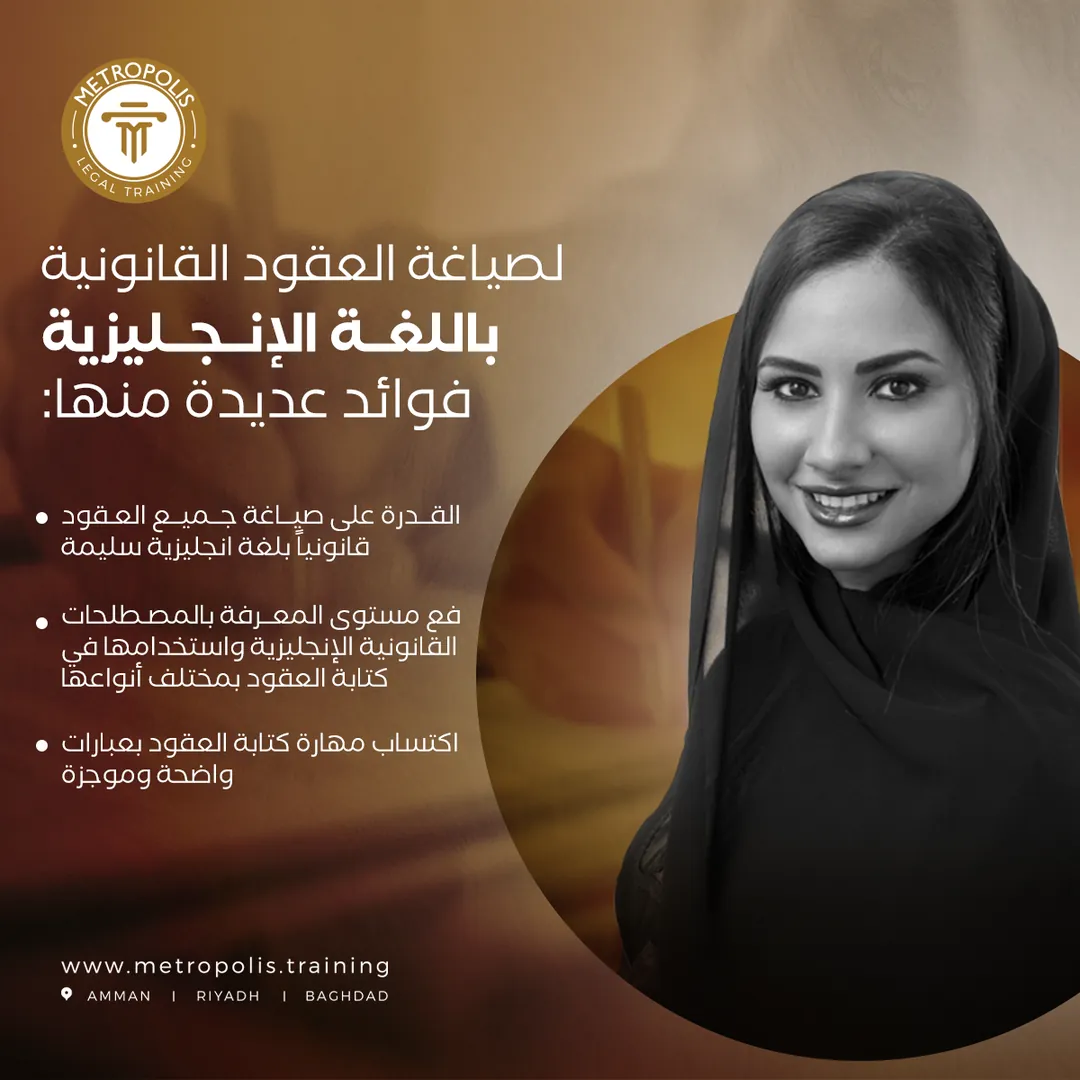 METROPOLIS
LEGAL TRAINING
لصياغة العقود القانونية
باللغة الإنجليزية
فوائد عديدة منها:
القدرة على صياغة جميع العقود
قانونياً بلغة انجليزية سليمة
فع مستوى المعرفة بالمصطلحات
القانونية الإنجليزية واستخدامها في
كتابة العقود بمختلف أنواعها
اكتساب مهارة كتابة العقود بعبارات
واضحة وموجزة
www.metropolis.training
AMMAN | RIYADH | BAGHDAD